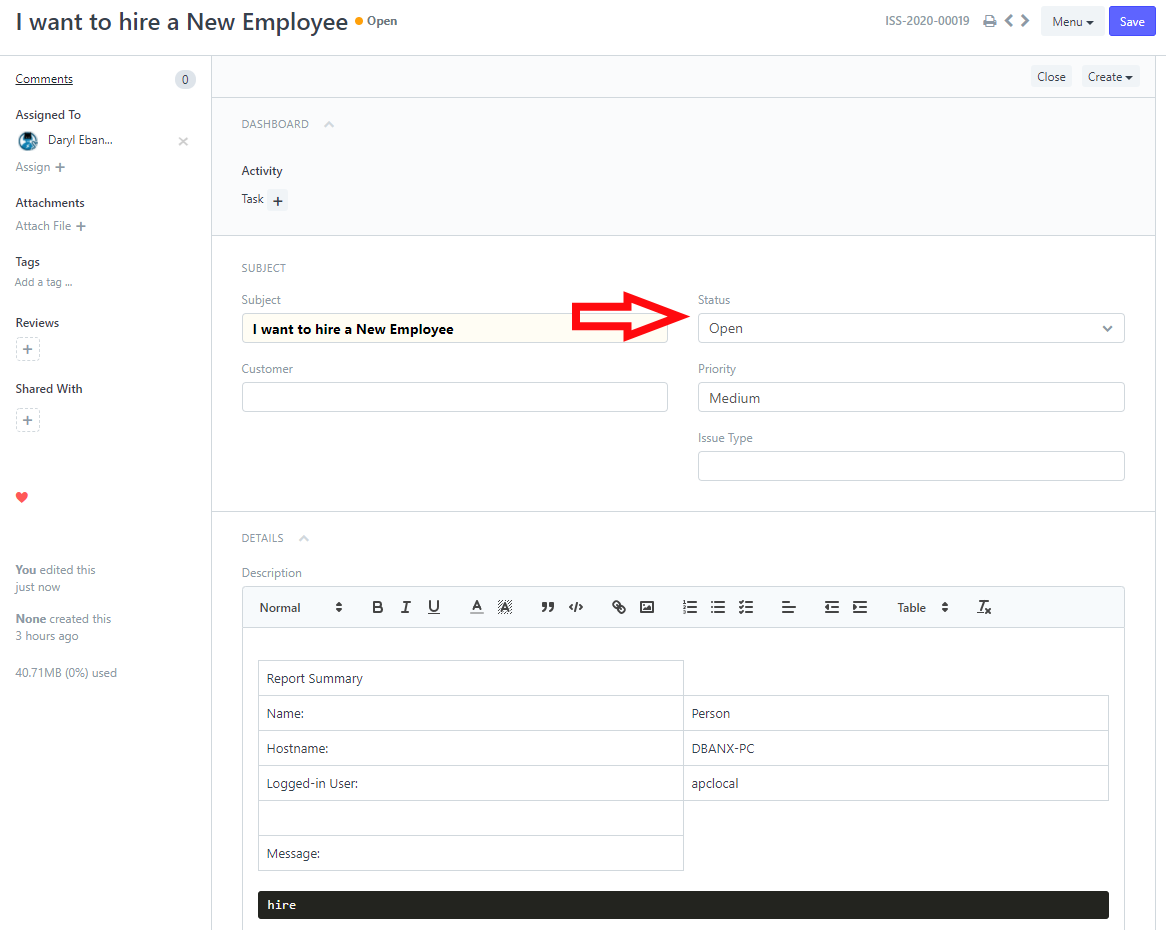 I want to hire a New Employee Open ISS-2020-00019 Menu Save
Comments 0
Assigned To
Daryl Eban...
Assign +
Attachments
Attach File +
Tags
Add a tag ...
Reviews
+
Shared With
+
You edited this
just now
None created this
3 hours ago
40.71MB (0%) used
Close Create
DASHBOARD
Activity
Task +
SUBJECT
Subject
I want to hire a New Employee
Customer
Status
Open
Priority
Medium
Issue Type
DETAILS
Description
Normal B I U A A Table
Report Summary
Name: Person
Hostname: DBANX-PC
Logged-in User: apclocal
Message:
hire